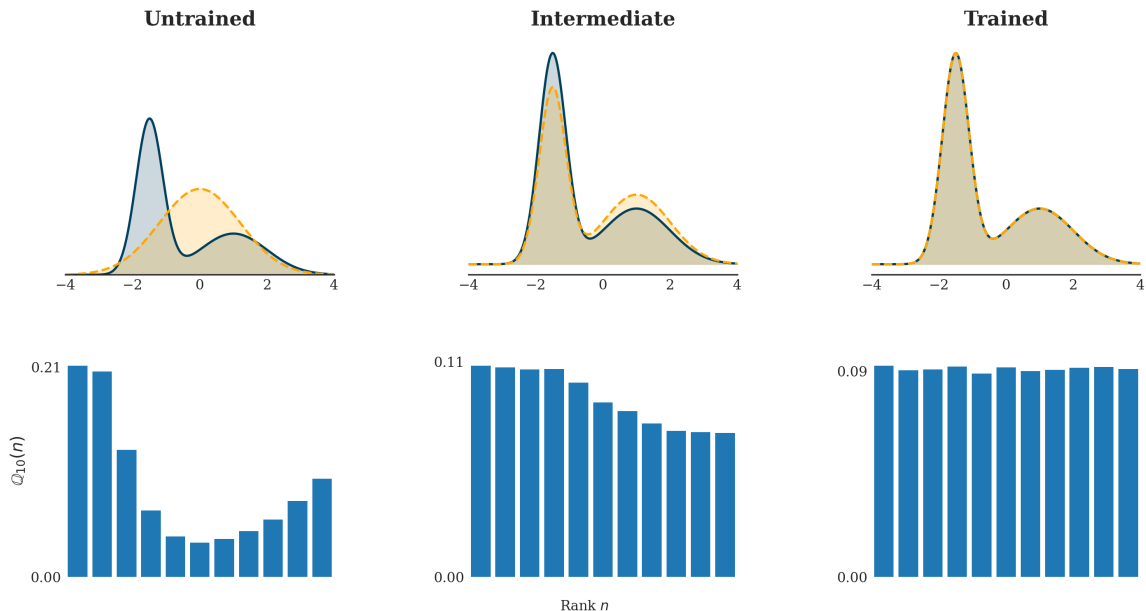 Untrained Intermediate Trained
−4 −2 0 2 4 −4 −2 0 2 4 −4 −2 0 2 4
0.21 0.11 0.09
ℚ₁₀(n)
0.00 0.00 0.00
Rank n